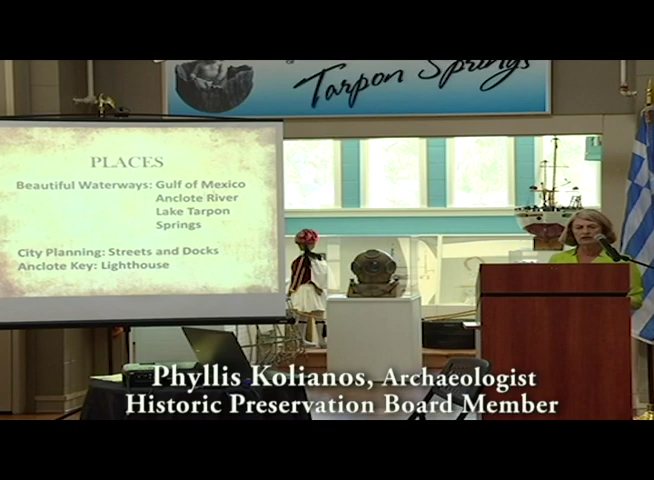 Tarpon Springs
PLACES
Beautiful Waterways: Gulf of Mexico
Anclote River
Lake Tarpon
Springs
City Planning: Streets and Docks
Anclote Key: Lighthouse
Phyllis Kolianos, Archaeologist
Historic Preservation Board Member